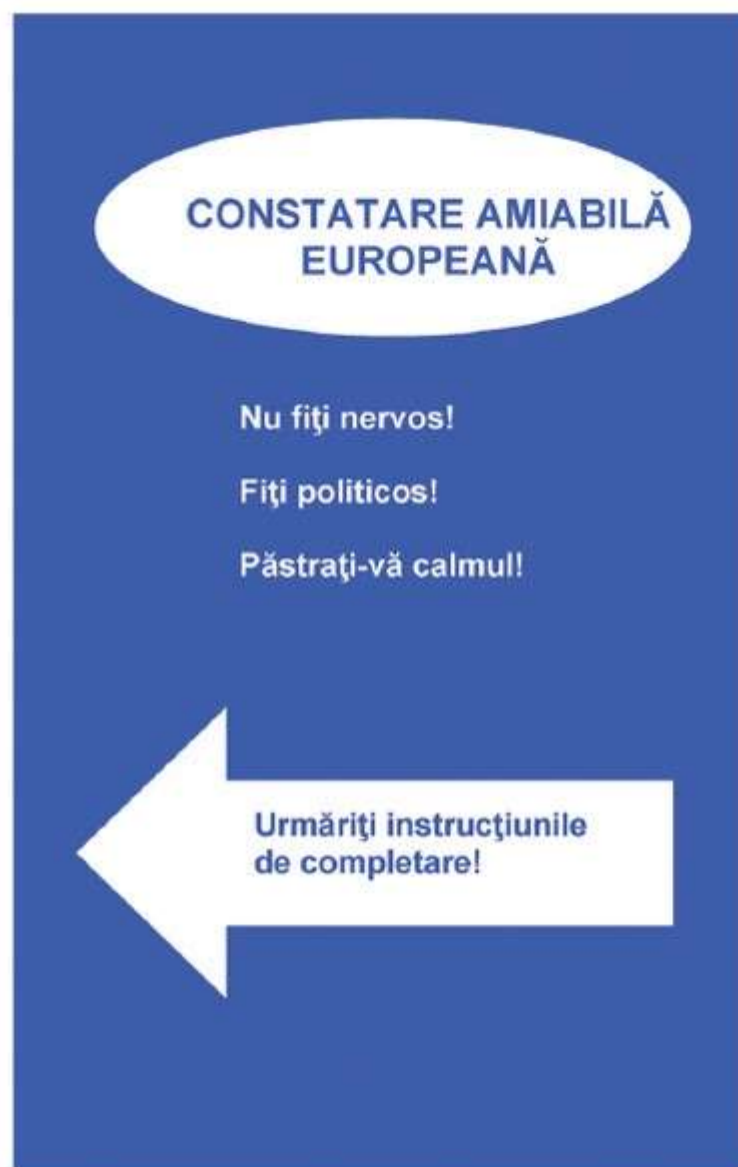 CONSTATARE AMIABILĂ
EUROPEANĂ
Nu fiţi nervos!
Fiţi politicos!
Păstraţi-vă calmul!
Urmăriţi instrucţiunile
de completare!